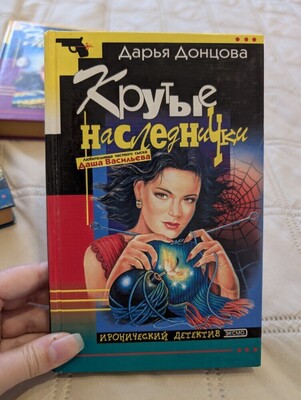 Дарья Донцова
Крутые
наследнички
любительница частного сыска
Даша Васильева
ИРОНИЧЕСКИЙ ДЕТЕКТИВ ЭКСМО